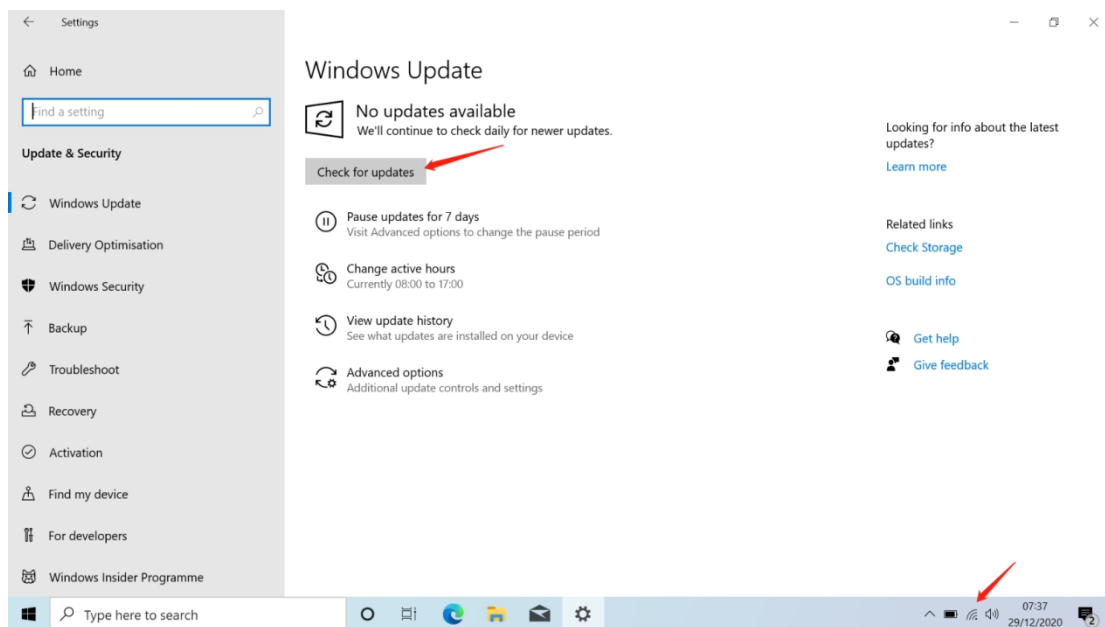 Settings
Home
Find a setting
Update & Security
Windows Update
Delivery Optimisation
Windows Security
Backup
Troubleshoot
Recovery
Activation
Find my device
For developers
Windows Insider Programme
Windows Update
No updates available
We'll continue to check daily for newer updates.
Check for updates
Pause updates for 7 days
Visit Advanced options to change the pause period
Change active hours
Currently 08:00 to 17:00
View update history
See what updates are installed on your device
Advanced options
Additional update controls and settings
Looking for info about the latest
updates?
Learn more
Related links
Check Storage
OS build info
Get help
Give feedback
Type here to search
07:37
29/12/2020
2